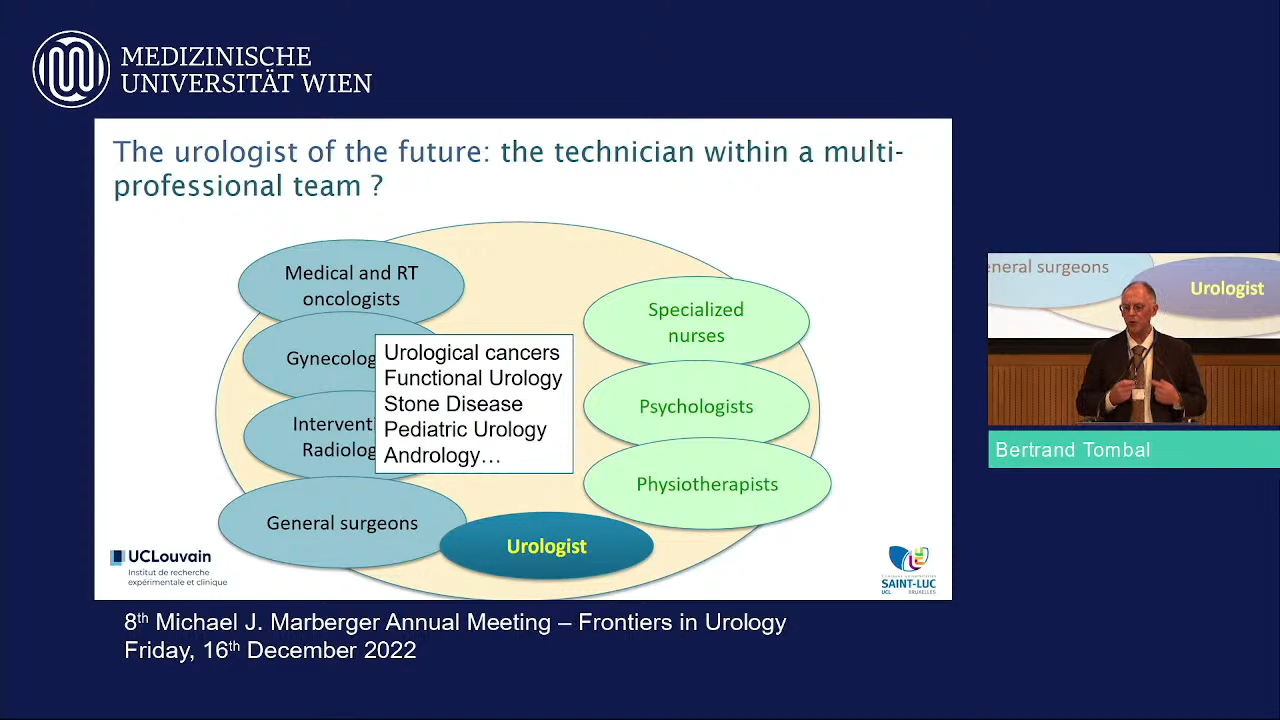 MEDIZINISCHE
UNIVERSITÄT WIEN
The urologist of the future: the technician within a multi-
professional team ?
Medical and RT
oncologists
Gynecolog
Interventi
Radiolog
General surgeons
Urological cancers
Functional Urology
Stone Disease
Pediatric Urology
Andrology…
Urologist
Specialized
nurses
Psychologists
Physiotherapists
UCLouvain
Institut de recherche
expérimentale et clinique
SAINT-LUC
UCL BRUXELLES
eneral surgeons
Urologist
Bertrand Tombal
8th Michael J. Marberger Annual Meeting – Frontiers in Urology
Friday, 16th December 2022